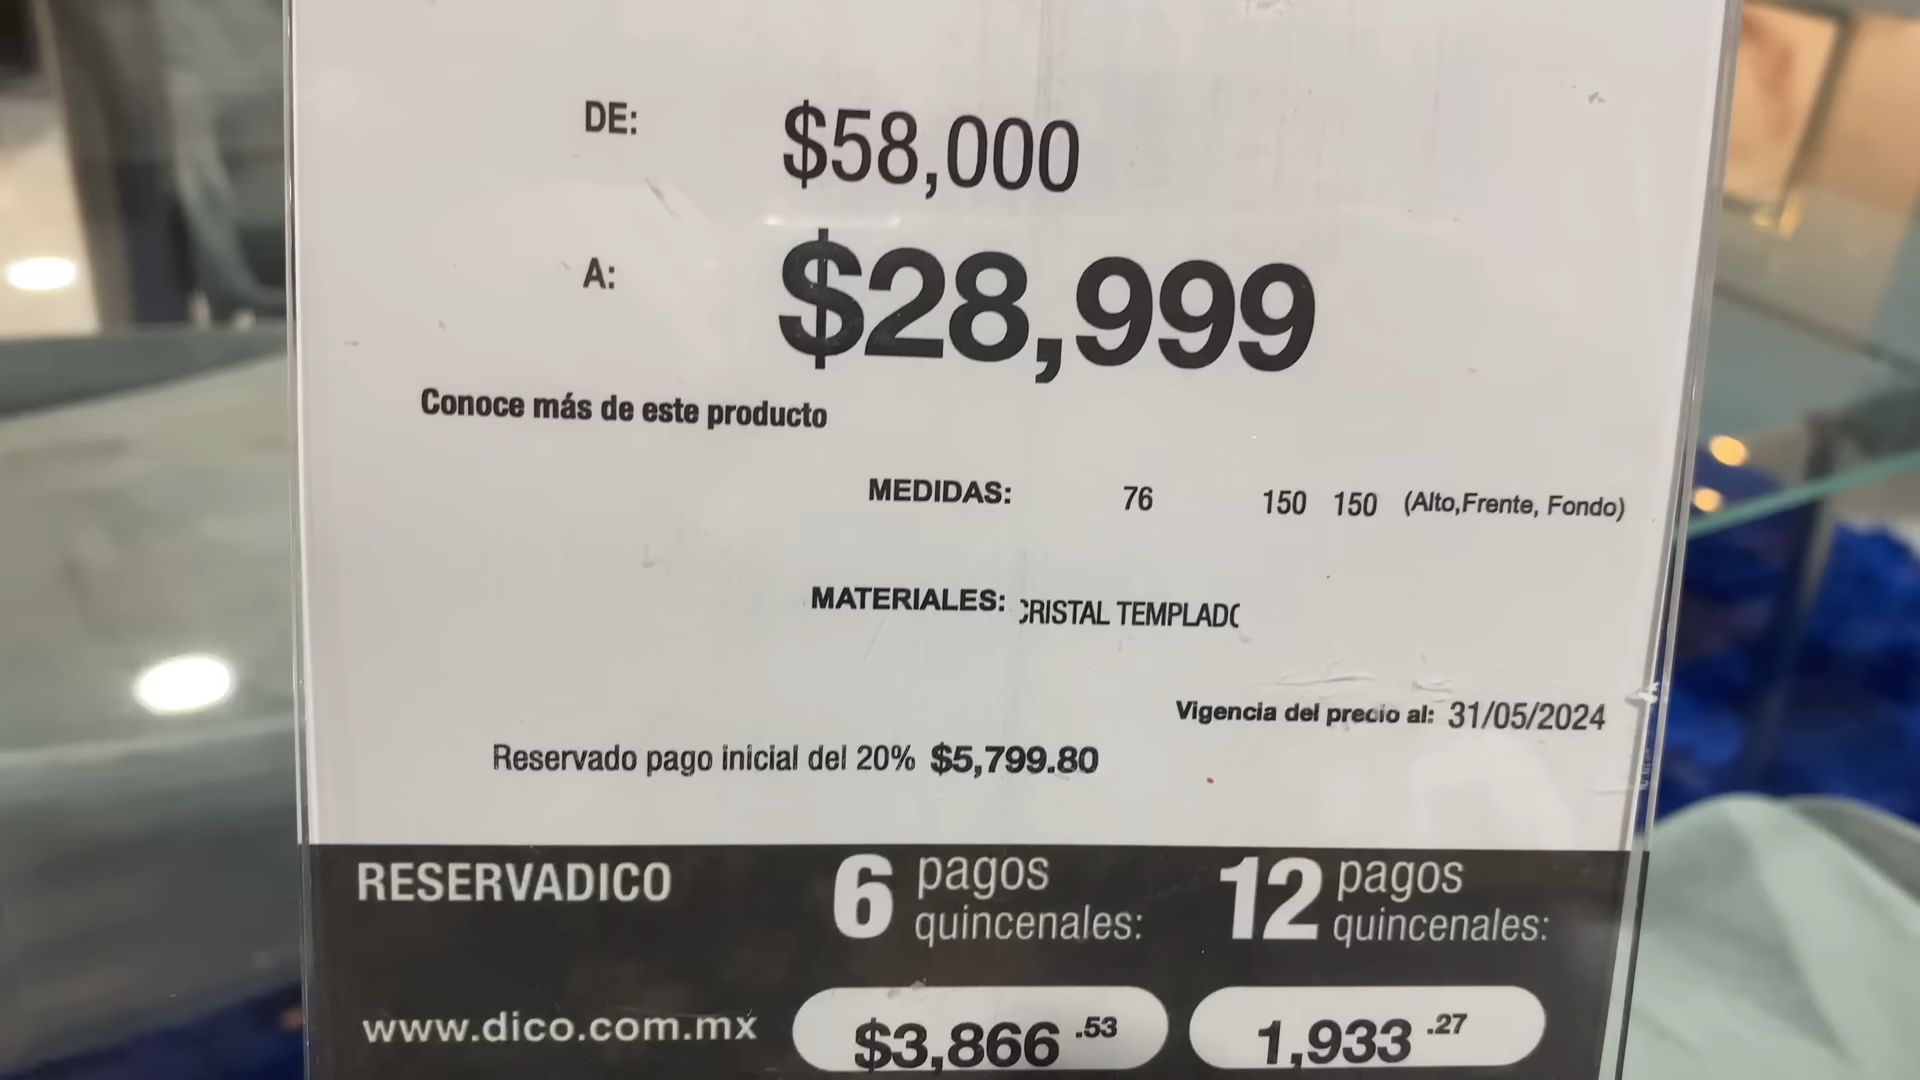 DE: $58,000
A: $28,999
Conoce más de este producto
MEDIDAS: 76 150 150 (Alto,Frente, Fondo)
MATERIALES: CRISTAL TEMPLADO
Vigencia del precio al: 31/05/2024
Reservado pago inicial del 20% $5,799.80
RESERVADICO 6 pagos quincenales: 12 pagos quincenales:
www.dico.com.mx $3,866.53 1,933.27